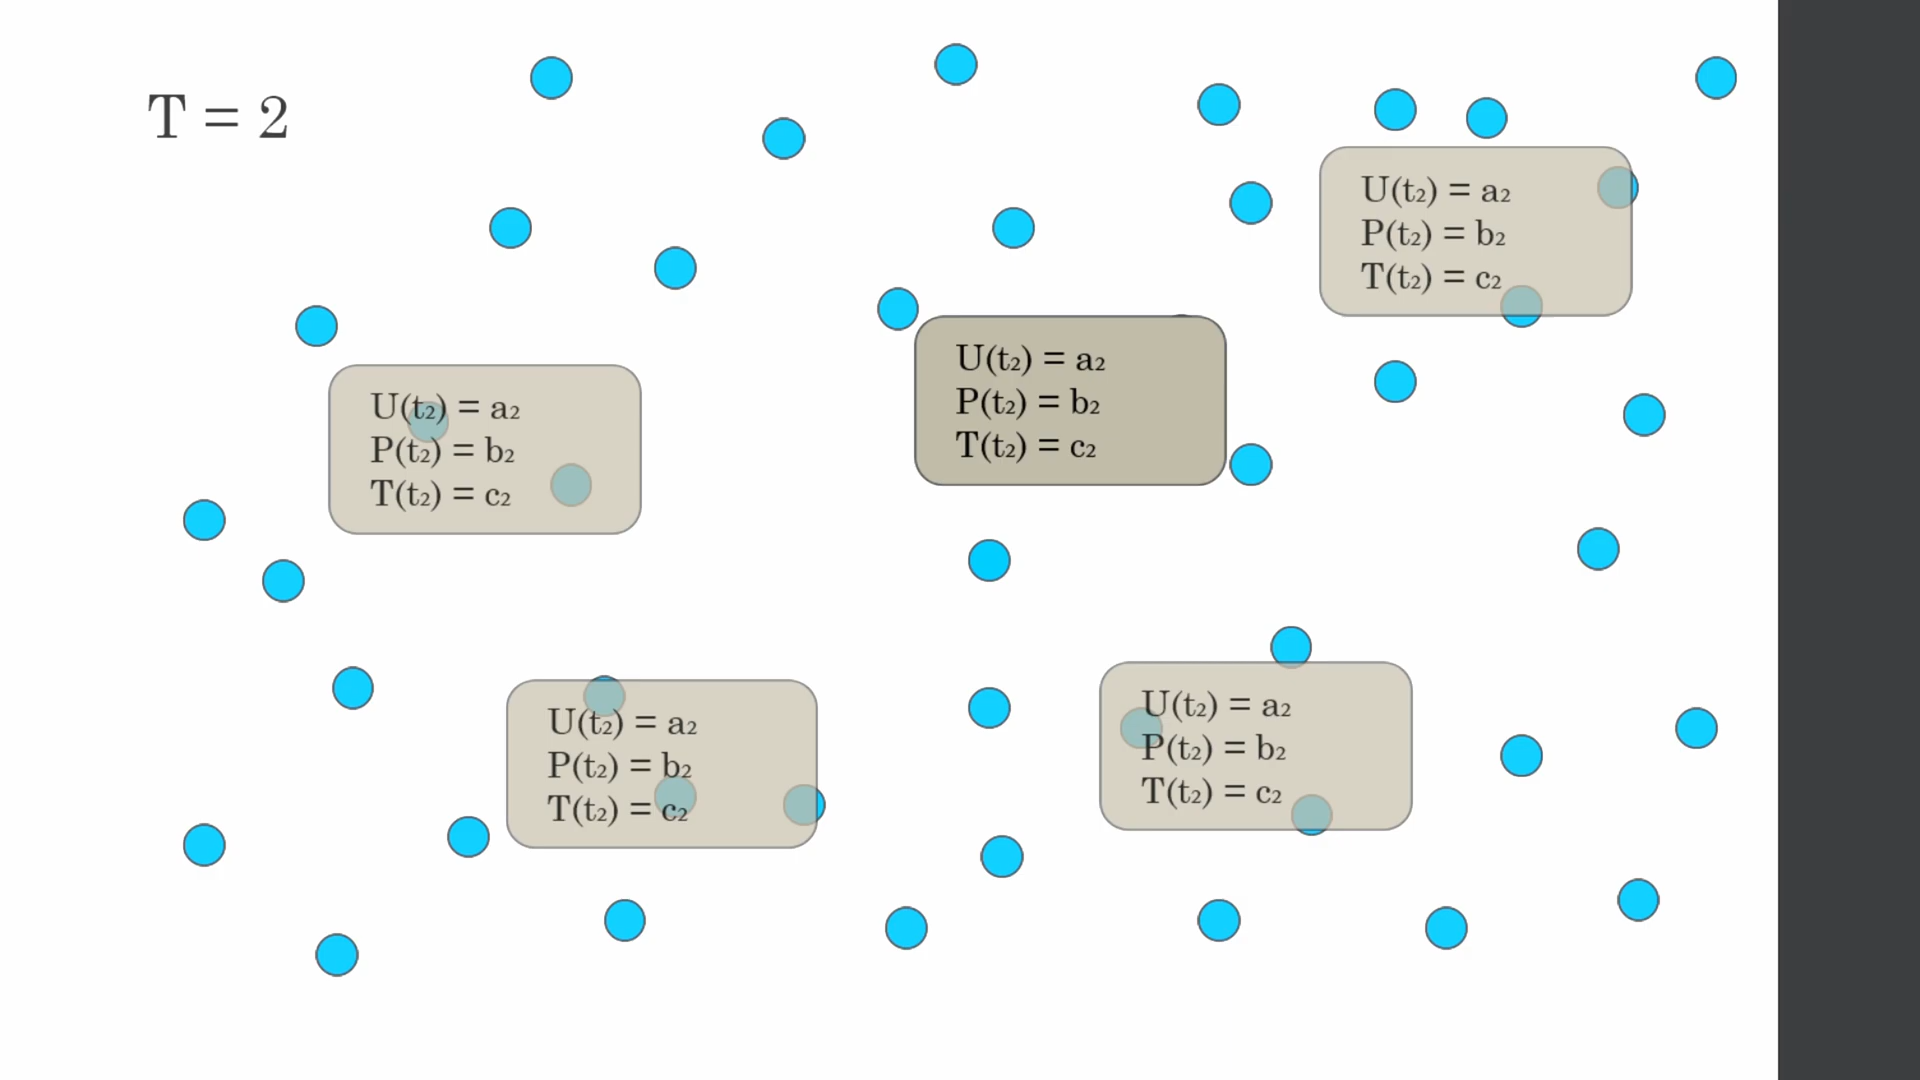 T = 2
U(t₂) = a₂
P(t₂) = b₂
T(t₂) = c₂
U(t₂) = a₂
P(t₂) = b₂
T(t₂) = c₂
U(t₂) = a₂
P(t₂) = b₂
T(t₂) = c₂
U(t₂) = a₂
P(t₂) = b₂
T(t₂) = c₂
U(t₂) = a₂
P(t₂) = b₂
T(t₂) = c₂